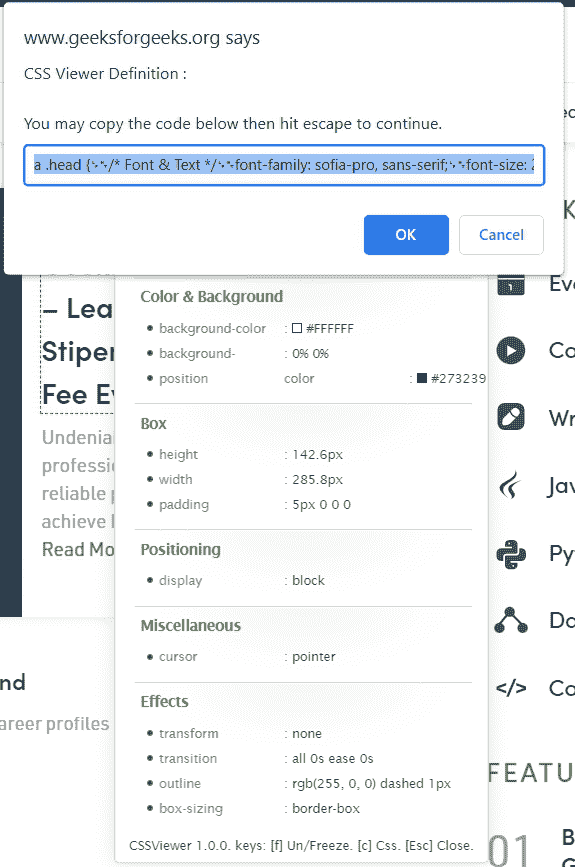 www.geeksforgeeks.org says
CSS Viewer Definition :
You may copy the code below then hit escape to continue.
a .head {/* Font & Text */font-family: sofia-pro, sans-serif;font-size:
OK
Cancel
Color & Background
background-color : #FFFFFF
background- : 0% 0%
position color : #273239
Box
height : 142.6px
width : 285.8px
padding : 5px 0 0 0
Positioning
display : block
Miscellaneous
cursor : pointer
Effects
transform : none
transition : all 0s ease 0s
outline : rgb(255, 0, 0) dashed 1px
box-sizing : border-box
CSSViewer 1.0.0. keys: [f] Un/Freeze. [c] Css. [Esc] Close.
– Lea
Stiper
Fee E
Undenia
profession
reliable
achieve
Read Mo
nd
areer profiles
Eve
Co
Wr
Jav
Py
Da
</> Co
FEATU
01
B